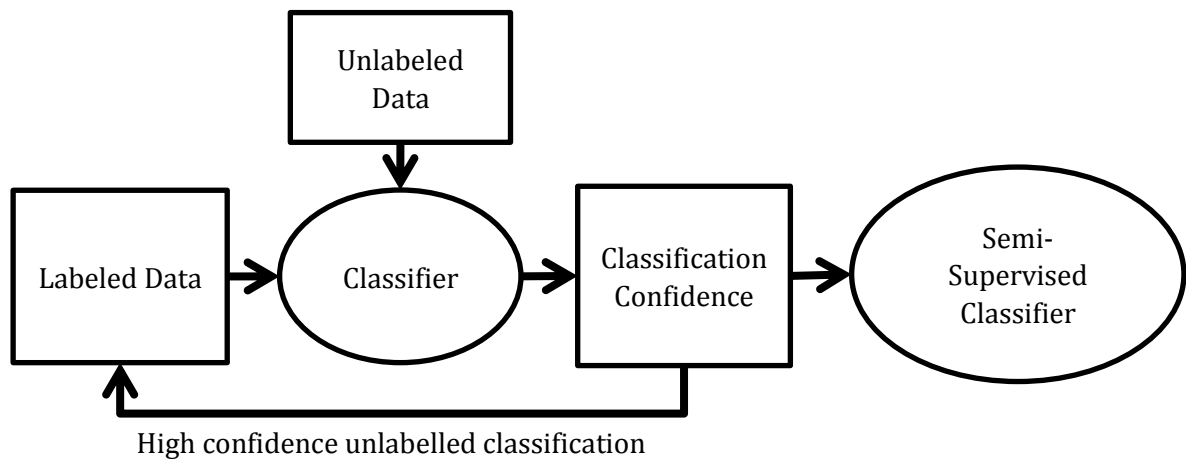 Unlabeled
Data
Labeled Data
Classifier
Classification
Confidence
Semi-
Supervised
Classifier
High confidence unlabelled classification